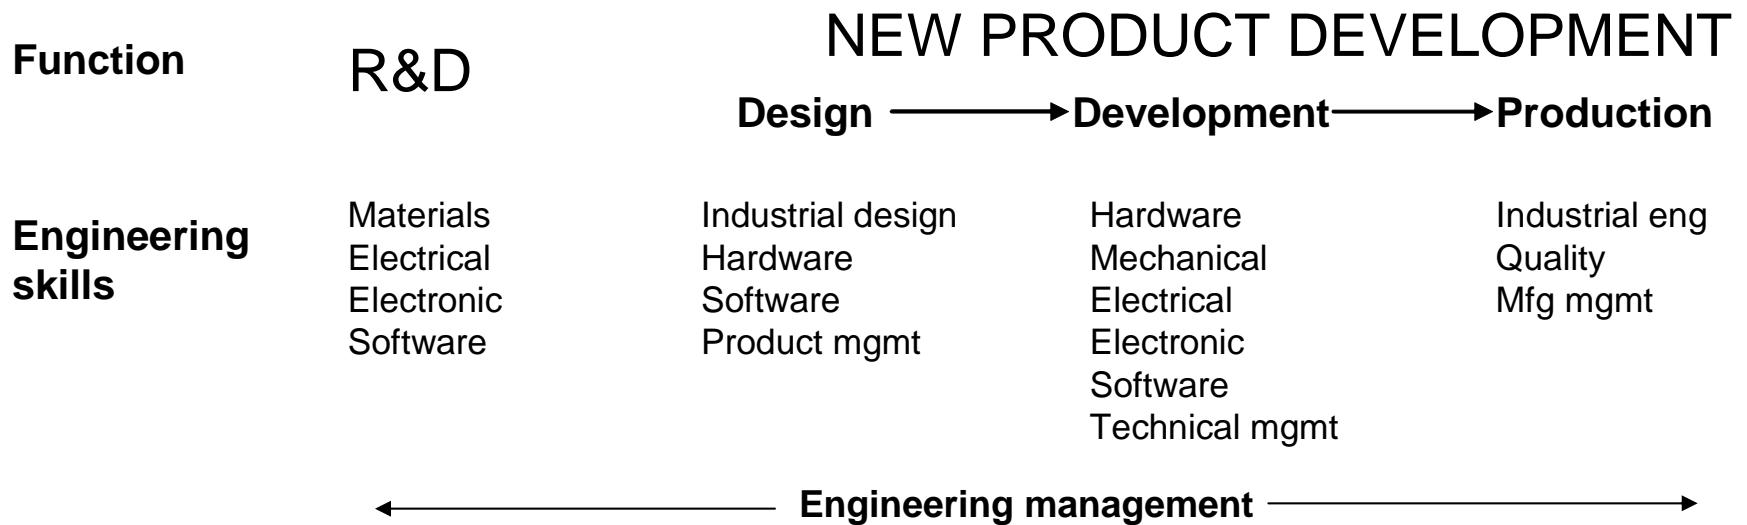 Function
R&D
NEW PRODUCT DEVELOPMENT
Design
Development
Production
Engineering
skills
Materials
Electrical
Electronic
Software
Industrial design
Hardware
Software
Product mgmt
Hardware
Mechanical
Electrical
Electronic
Software
Technical mgmt
Industrial eng
Quality
Mfg mgmt
Engineering management